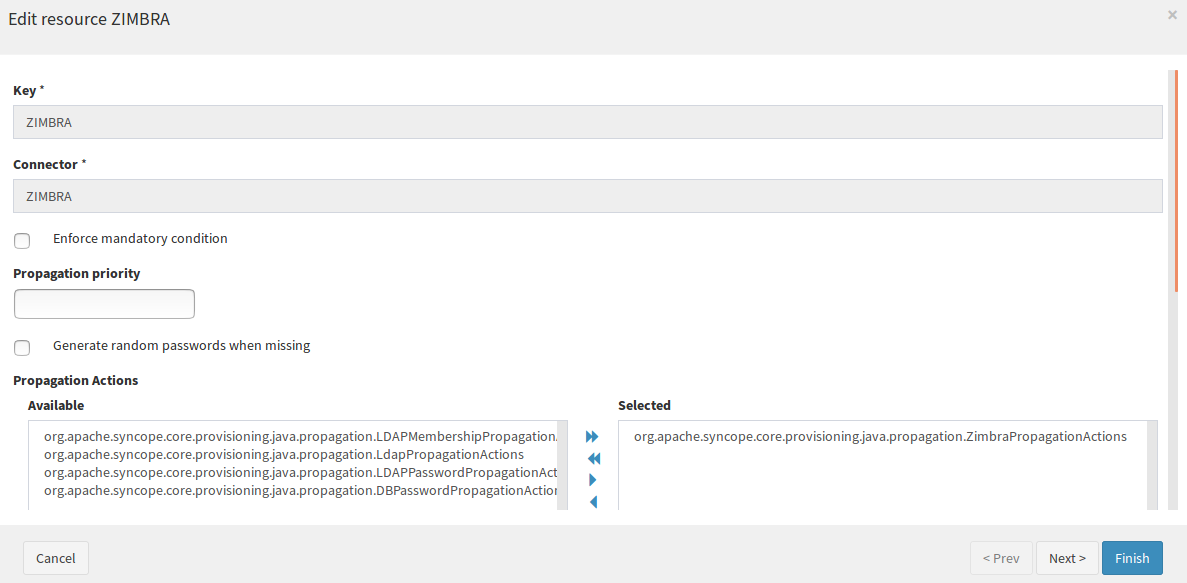 Edit resource ZIMBRA
×
Key *
ZIMBRA
Connector *
ZIMBRA
Enforce mandatory condition
Propagation priority
Generate random passwords when missing
Propagation Actions
Available
Selected
org.apache.syncope.core.provisioning.java.propagation.LDAPMembershipPropagation.
org.apache.syncope.core.provisioning.java.propagation.LdapPropagationActions
org.apache.syncope.core.provisioning.java.propagation.LDAPPasswordPropagationAct
org.apache.syncope.core.provisioning.java.propagation.DBPasswordPropagationAction
org.apache.syncope.core.provisioning.java.propagation.ZimbraPropagationActions
Cancel
< Prev
Next >
Finish